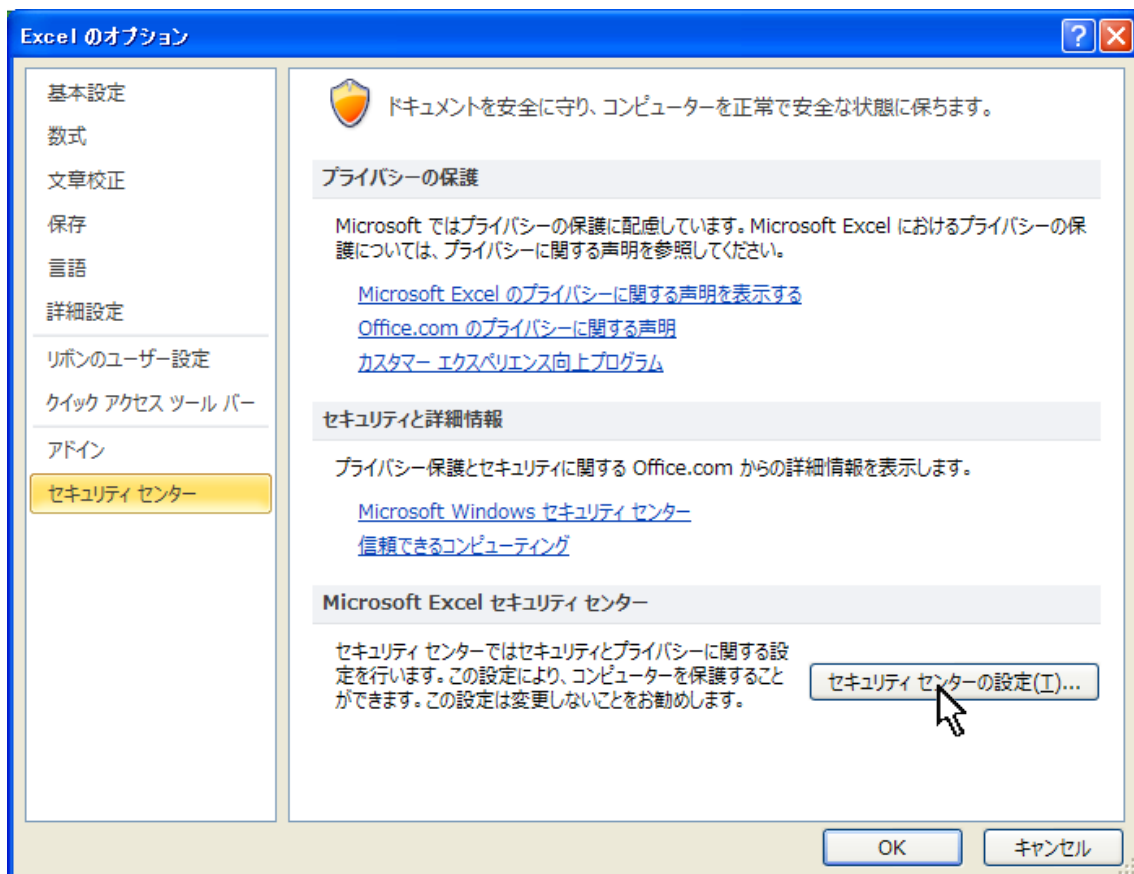 Excel のオプション
基本設定
数式
文章校正
保存
言語
詳細設定
リボンのユーザー設定
クイック アクセス ツール バー
アドイン
セキュリティ センター
ドキュメントを安全に守り、コンピューターを正常で安全な状態に保ちます。
プライバシーの保護
Microsoft ではプライバシーの保護に配慮しています。Microsoft Excel におけるプライバシーの保
護については、プライバシーに関する声明を参照してください。
Microsoft Excel のプライバシーに関する声明を表示する
Office.com のプライバシーに関する声明
カスタマー エクスペリエンス向上プログラム
セキュリティと詳細情報
プライバシー保護とセキュリティに関する Office.com からの詳細情報を表示します。
Microsoft Windows セキュリティ センター
信頼できるコンピューティング
Microsoft Excel セキュリティ センター
セキュリティ センターではセキュリティとプライバシーに関する設
定を行います。この設定により、コンピューターを保護すること
ができます。この設定は変更しないことをお勧めします。
セキュリティ センターの設定(T)...
OK
キャンセル